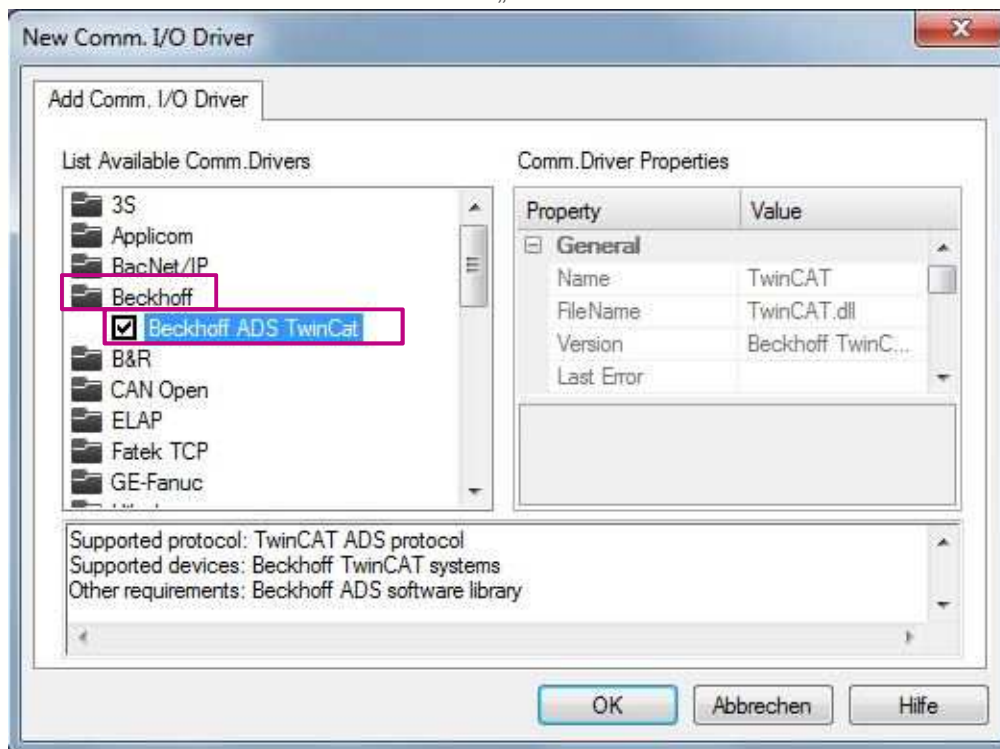 "
New Comm. I/O Driver
Add Comm. I/O Driver
List Available Comm.Drivers
3S
Applicom
BacNet/IP
Beckhoff
Beckhoff ADS TwinCat
B&R
CAN Open
ELAP
Fatek TCP
GE-Fanuc
Comm.Driver Properties
Property Value
General
Name TwinCAT
FileName TwinCAT.dll
Version Beckhoff TwinC...
Last Error
Supported protocol: TwinCAT ADS protocol
Supported devices: Beckhoff TwinCAT systems
Other requirements: Beckhoff ADS software library
OK Abbrechen Hilfe